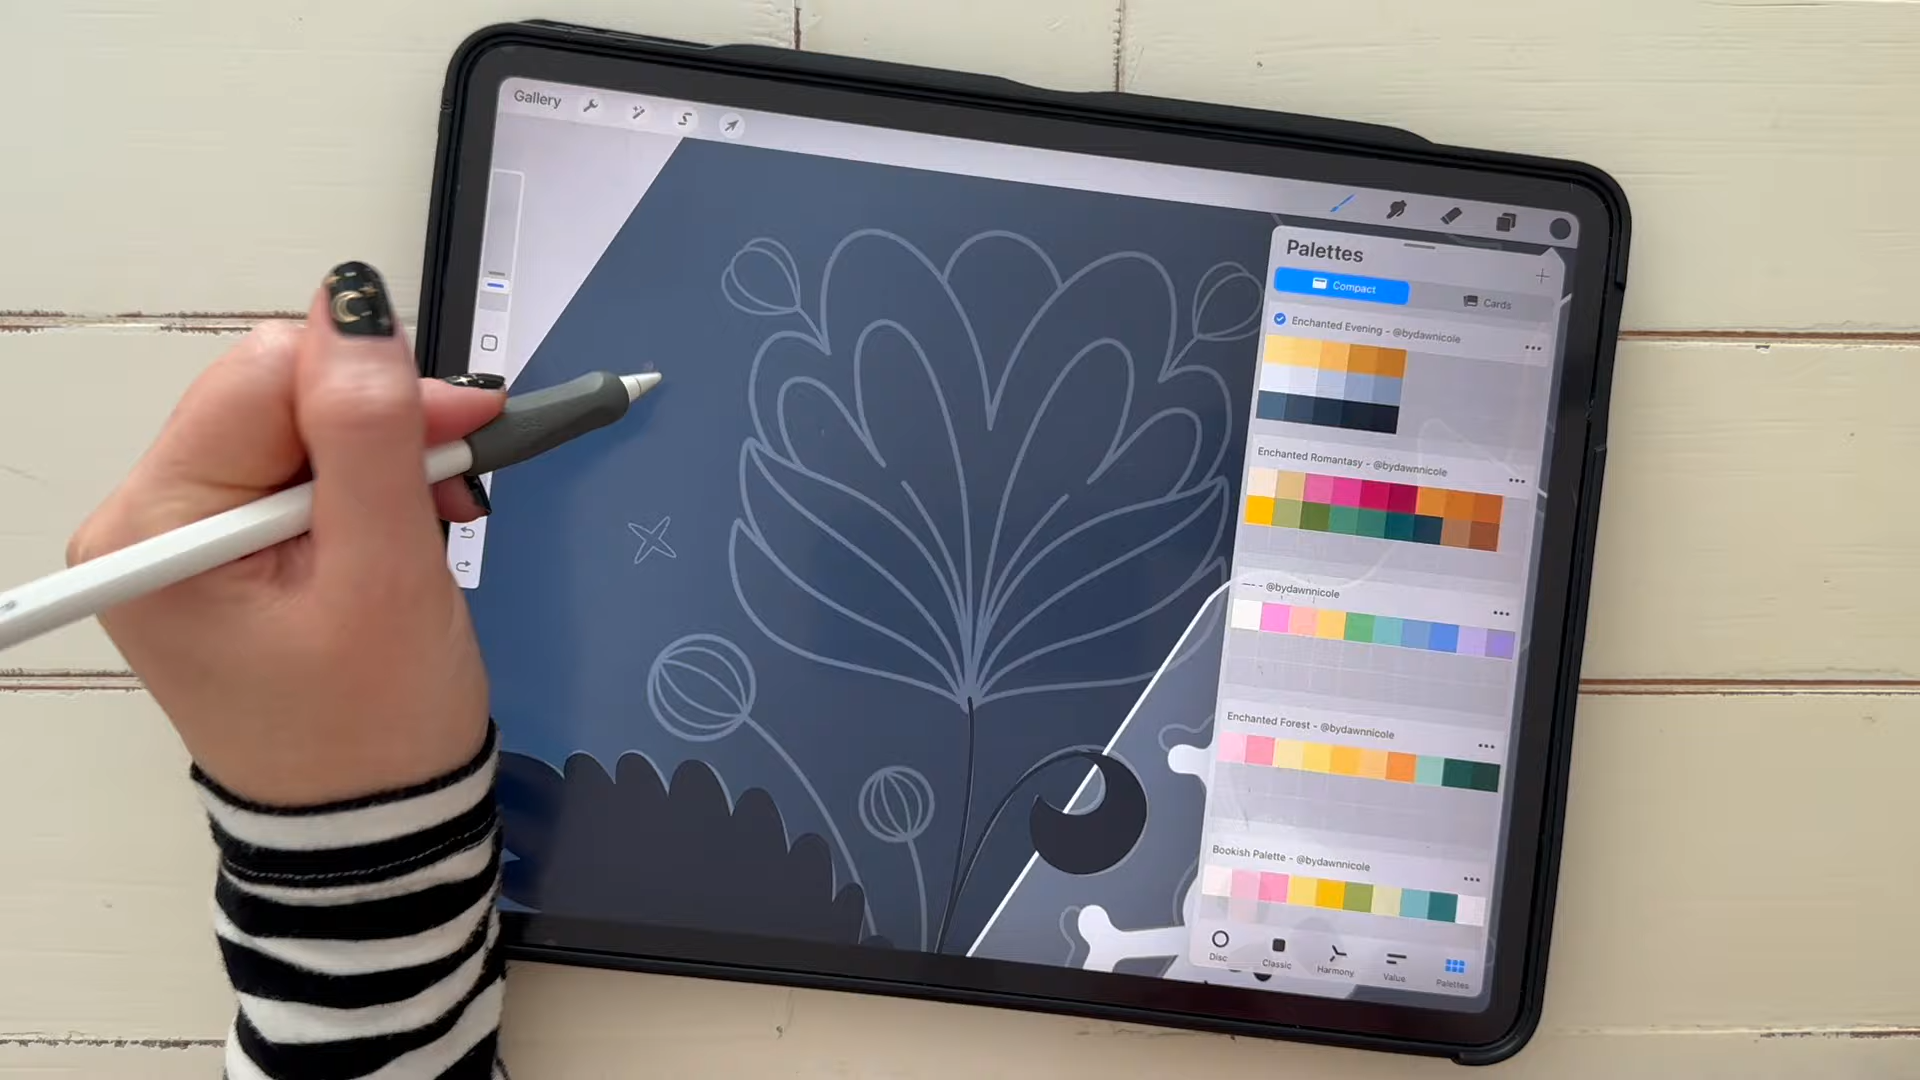 Gallery
Palettes
Compact
Cards
Enchanted Evening - @bydawnnicole
Enchanted Romantasy - @bydawnnicole
- @bydawnnicole
Enchanted Forest - @bydawnnicole
Bookish Palette - @bydawnnicole
Disc
Classic
Harmony
Value
Palettes